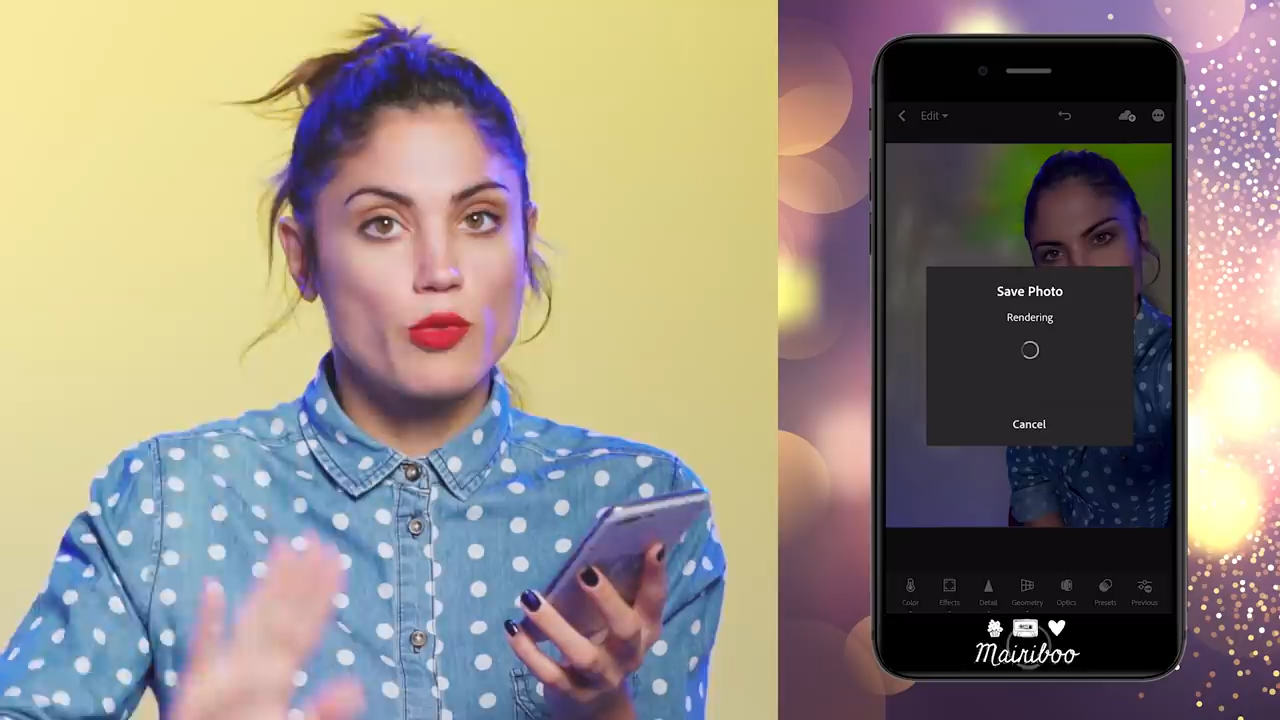 Edit
Save Photo
Rendering
Cancel
Color Effects Detail Geometry Optics Presets Previous
Mairiboo